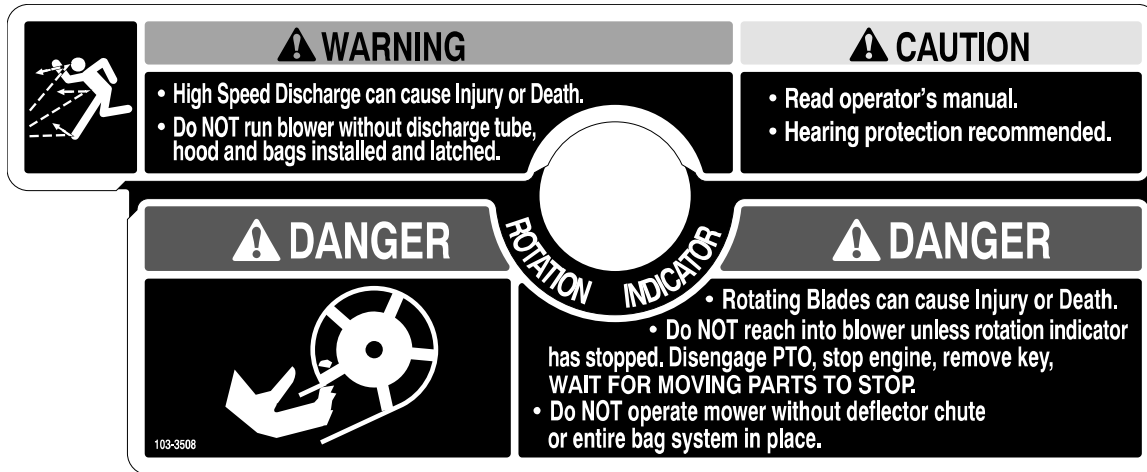 WARNING
• High Speed Discharge can cause Injury or Death.
• Do NOT run blower without discharge tube,
hood and bags installed and latched.
CAUTION
• Read operator's manual.
• Hearing protection recommended.
ROTATION INDICATOR
DANGER
103-3508
DANGER
• Rotating Blades can cause Injury or Death.
• Do NOT reach into blower unless rotation indicator
has stopped. Disengage PTO, stop engine, remove key,
WAIT FOR MOVING PARTS TO STOP.
• Do NOT operate mower without deflector chute
or entire bag system in place.